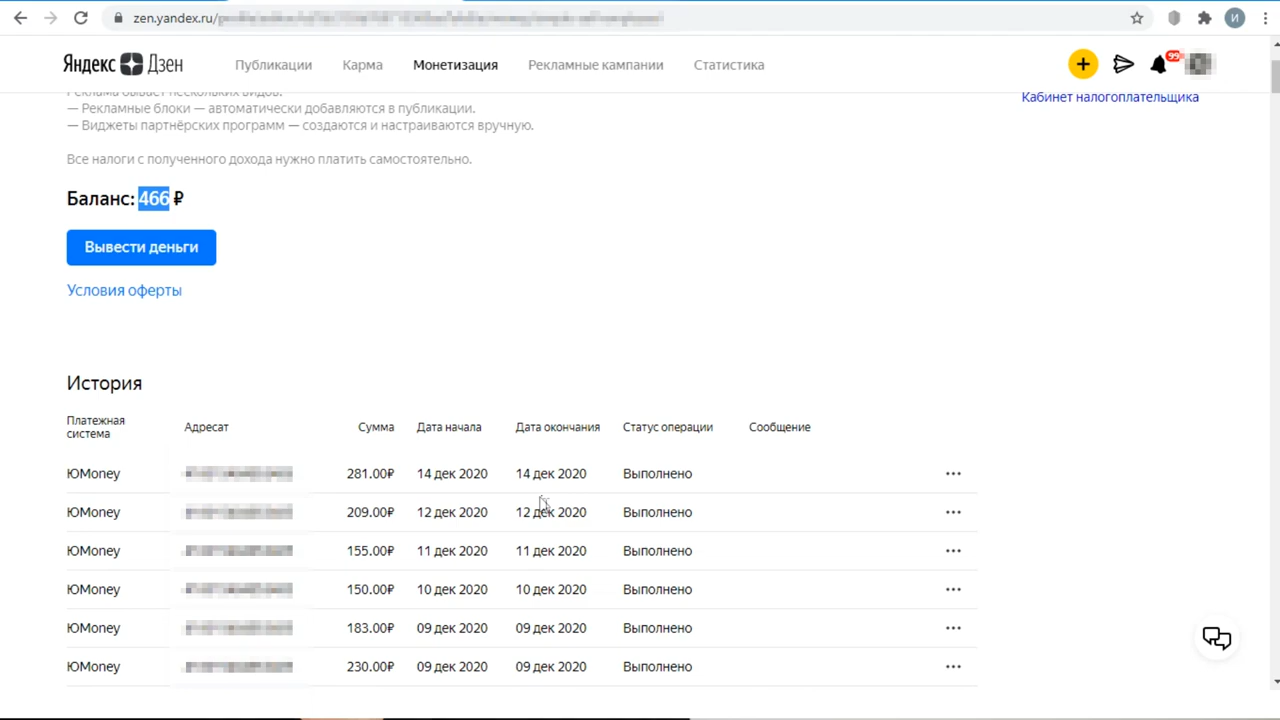 zen.yandex.ru/
Яндекс Дзен
Публикации
Карма
Монетизация
Рекламные кампании
Статистика
99
И
Реклама бывает нескольких видов:
— Рекламные блоки — автоматически добавляются в публикации.
— Виджеты партнёрских программ — создаются и настраиваются вручную.
Кабинет налогоплательщика
Все налоги с полученного дохода нужно платить самостоятельно.
Баланс: 466 ₽
Вывести деньги
Условия оферты
История
Платежная система
Адресат
Сумма
Дата начала
Дата окончания
Статус операции
Сообщение
ЮMoney 281.00₽ 14 дек 2020 14 дек 2020 Выполнено
ЮMoney 209.00₽ 12 дек 2020 12 дек 2020 Выполнено
ЮMoney 155.00₽ 11 дек 2020 11 дек 2020 Выполнено
ЮMoney 150.00₽ 10 дек 2020 10 дек 2020 Выполнено
ЮMoney 183.00₽ 09 дек 2020 09 дек 2020 Выполнено
ЮMoney 230.00₽ 09 дек 2020 09 дек 2020 Выполнено